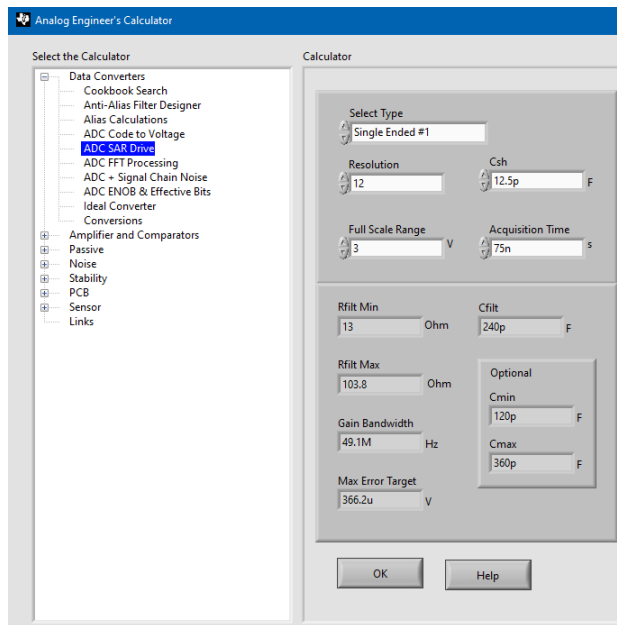 Analog Engineer's Calculator
Select the Calculator
Data Converters
Cookbook Search
Anti-Alias Filter Designer
Alias Calculations
ADC Code to Voltage
ADC SAR Drive
ADC FFT Processing
ADC + Signal Chain Noise
ADC ENOB & Effective Bits
Ideal Converter
Conversions
Amplifier and Comparators
Passive
Noise
Stability
PCB
Sensor
Links
Calculator
Select Type
Single Ended #1
Resolution
12
Csh
12.5p F
Full Scale Range
3 V
Acquisition Time
75n s
Rfilt Min
13 Ohm
Cfilt
240p F
Rfilt Max
103.8 Ohm
Optional
Cmin
120p F
Gain Bandwidth
49.1M Hz
Cmax
360p F
Max Error Target
366.2u V
OK Help